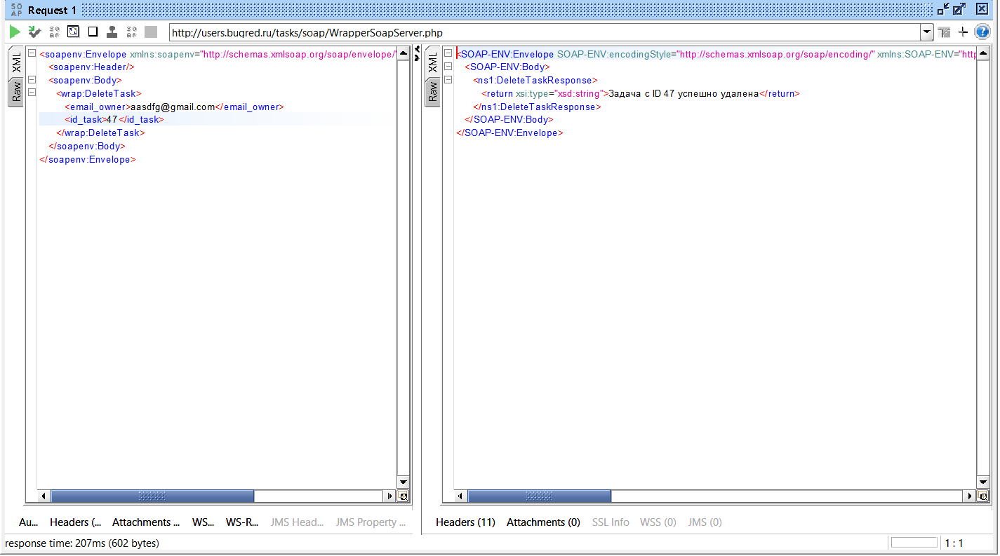 SO AP Request 1
SO AP SO AP http://users.bugred.ru/tasks/soap/WrapperSoapServer.php
XML
Raw
<soapenv:Envelope xmlns:soapenv="http://schemas.xmlsoap.org/soap/envelope/"
<soapenv:Header/>
<soapenv:Body>
<wrap:DeleteTask>
<email_owner>aasdfg@gmail.com</email_owner>
<id_task>47</id_task>
</wrap:DeleteTask>
</soapenv:Body>
</soapenv:Envelope>
XML
Raw
<SOAP-ENV:Envelope SOAP-ENV:encodingStyle="http://schemas.xmlsoap.org/soap/encoding/" xmlns:SOAP-ENV="http
<SOAP-ENV:Body>
<ns1:DeleteTaskResponse>
<return xsi:type="xsd:string">Задача с ID 47 успешно удалена</return>
</ns1:DeleteTaskResponse>
</SOAP-ENV:Body>
</SOAP-ENV:Envelope>
Au... Headers (... Attachments ... WS... WS-R... JMS Head... JMS Property ...
Headers (11) Attachments (0) SSL Info WSS (0) JMS (0)
response time: 207ms (602 bytes)
1 : 1